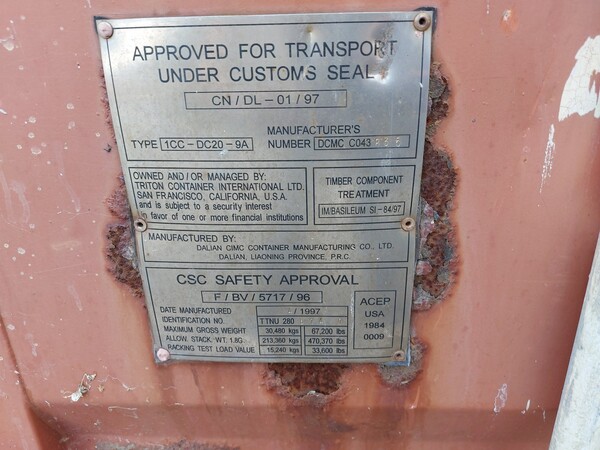 APPROVED FOR TRANSPORT
UNDER CUSTOMS SEAL
CN / DL – 01 / 97
MANUFACTURER'S
TYPE 1CC – DC20 – 9A NUMBER DCMC C043
OWNED AND / OR MANAGED BY:
TRITON CONTAINER INTERNATIONAL LTD.
SAN FRANCISCO, CALIFORNIA, U.S.A.
and is subject to a security interest
in favor of one or more financial institutions
TIMBER COMPONENT
TREATMENT
IM/BASILEUM SI – 84/97
MANUFACTURED BY:
DALIAN CIMC CONTAINER MANUFACTURING CO., LTD.
DALIAN, LIAONING PROVINCE, P.R.C.
CSC SAFETY APPROVAL
F / BV / 5717 / 96
DATE MANUFACTURED / 1997
IDENTIFICATION NO. TTNU 280
MAXIMUM GROSS WEIGHT 30,480 kgs 67,200 lbs
ALLOW. STACK. WT. 1.8G 213,360 kgs 470,370 lbs
RACKING TEST LOAD VALUE 15,240 kgs 33,600 lbs
ACEP
USA
1984
0009